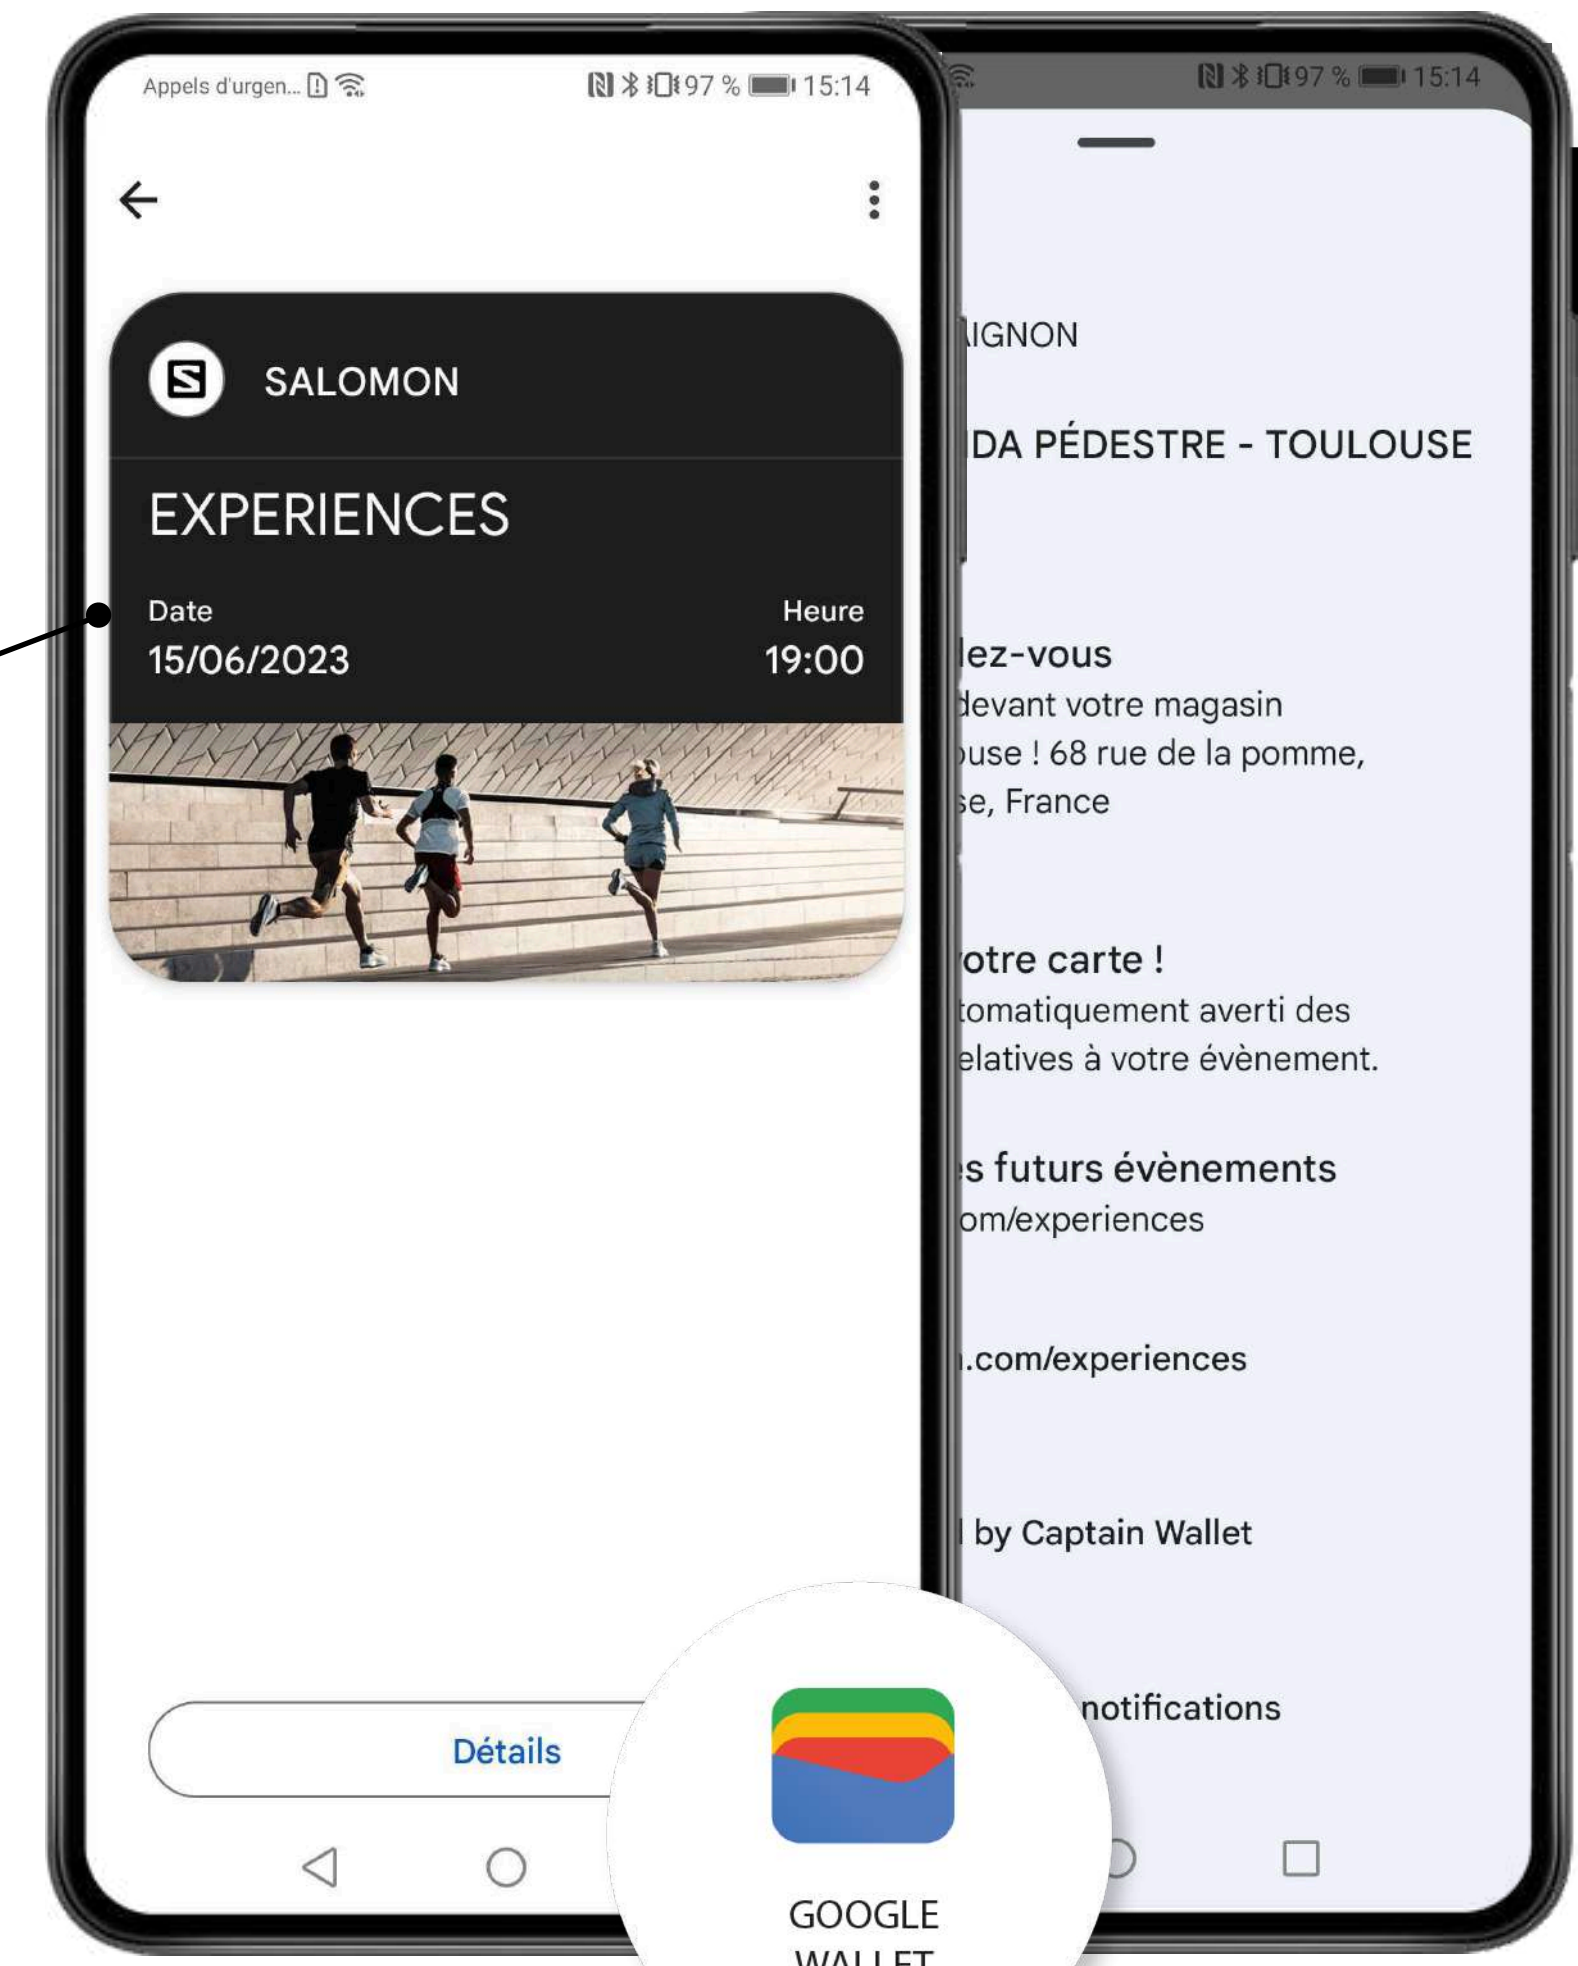 Appels d'urgen...
97 %
15:14
SALOMON
EXPERIENCES
Date
Heure
15/06/2023
19:00
Détails
GOOGLE
WALLET
97 %
15:14
IGNON
DA PÉDESTRE - TOULOUSE
ez-vous
devant votre magasin
use ! 68 rue de la pomme,
se, France
otre carte !
tomatiquement averti des
elatives à votre évènement.
s futurs évènements
om/experiences
.com/experiences
by Captain Wallet
notifications